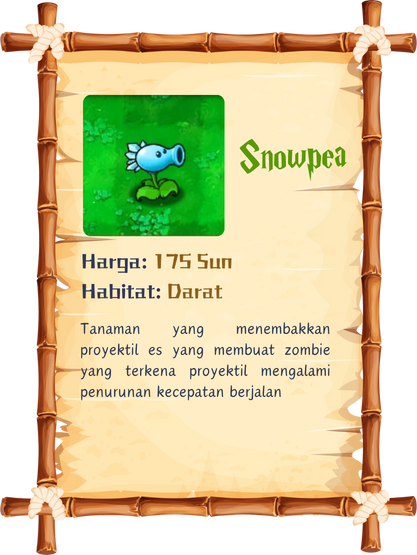 Snowpea
Harga: 175 Sun
Habitat: Darat
Tanaman yang menembakkan
proyektil es yang membuat zombie
yang terkena proyektil mengalami
penurunan kecepatan berjalan